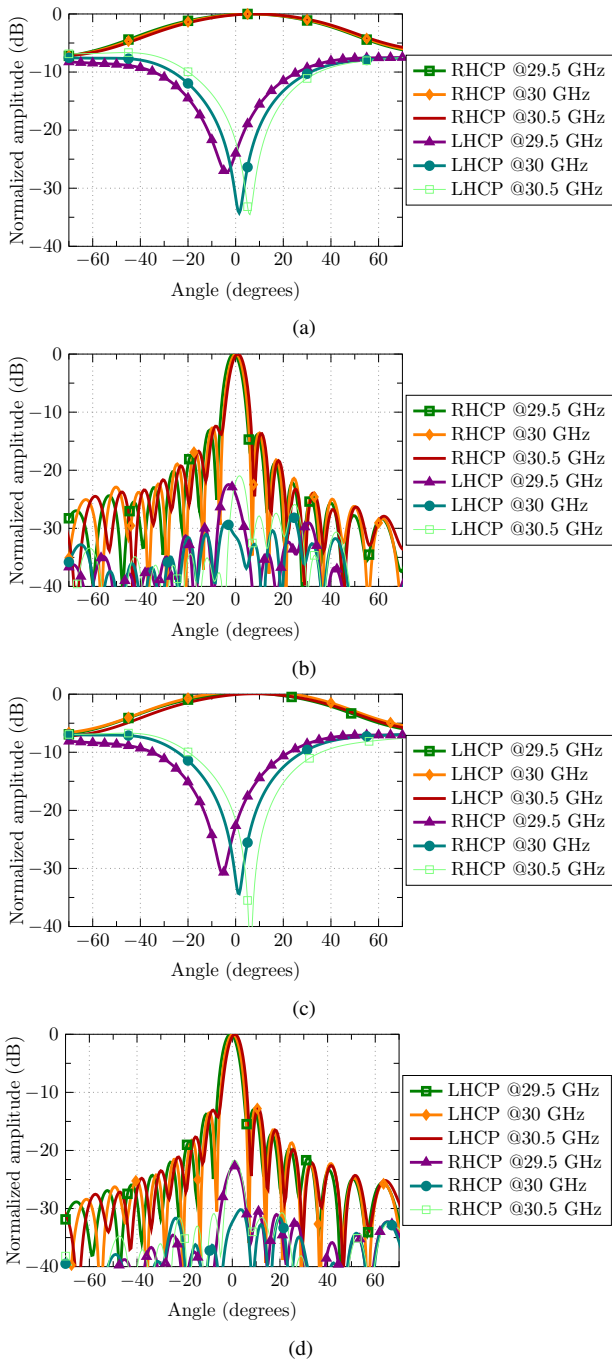 0
−10
−20
−30
−40
Normalized amplitude (dB)
−60 −40 −20 0 20 40 60
Angle (degrees)
RHCP @29.5 GHz
RHCP @30 GHz
RHCP @30.5 GHz
LHCP @29.5 GHz
LHCP @30 GHz
LHCP @30.5 GHz
(a)
0
−10
−20
−30
−40
Normalized amplitude (dB)
−60 −40 −20 0 20 40 60
Angle (degrees)
RHCP @29.5 GHz
RHCP @30 GHz
RHCP @30.5 GHz
LHCP @29.5 GHz
LHCP @30 GHz
LHCP @30.5 GHz
(b)
0
−10
−20
−30
−40
Normalized amplitude (dB)
−60 −40 −20 0 20 40 60
Angle (degrees)
LHCP @29.5 GHz
LHCP @30 GHz
LHCP @30.5 GHz
RHCP @29.5 GHz
RHCP @30 GHz
RHCP @30.5 GHz
(c)
0
−10
−20
−30
−40
Normalized amplitude (dB)
−60 −40 −20 0 20 40 60
Angle (degrees)
LHCP @29.5 GHz
LHCP @30 GHz
LHCP @30.5 GHz
RHCP @29.5 GHz
RHCP @30 GHz
RHCP @30.5 GHz
(d)